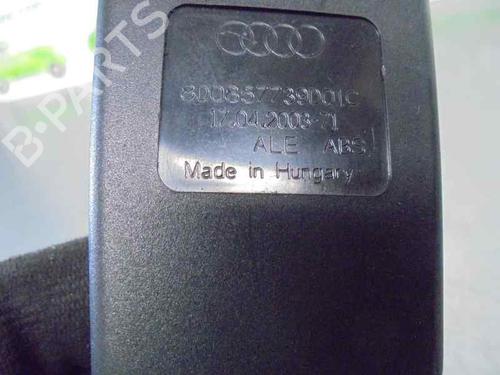 B-PARTS
8D0857739D01C
17.04.2003-71
ALE ABS
Made in Hungary